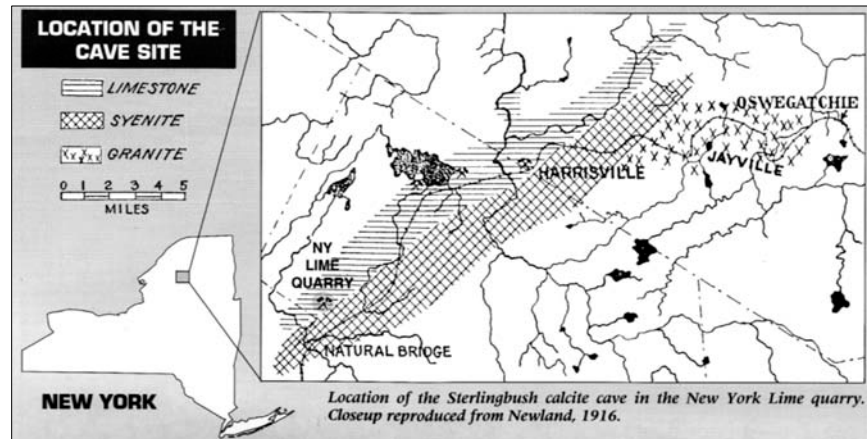 LOCATION OF THE
CAVE SITE
LIMESTONE
SYENITE
GRANITE
0 1 2 3 4 5
MILES
OSWEGATCHIE
JAYVILLE
HARRISVILLE
NY
LIME
QUARRY
NATURAL BRIDGE
NEW YORK
Location of the Sterlingbush calcite cave in the New York Lime quarry.
Closeup reproduced from Newland, 1916.